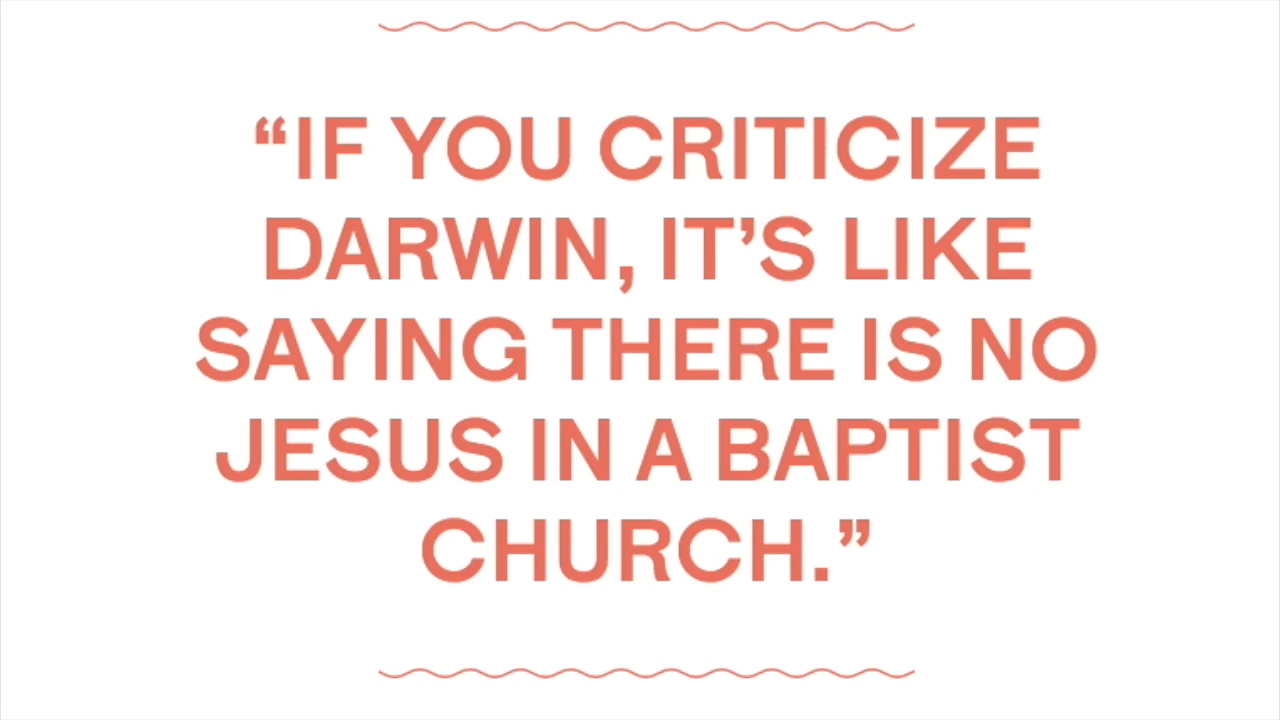 “IF YOU CRITICIZE
DARWIN, IT’S LIKE
SAYING THERE IS NO
JESUS IN A BAPTIST
CHURCH.”